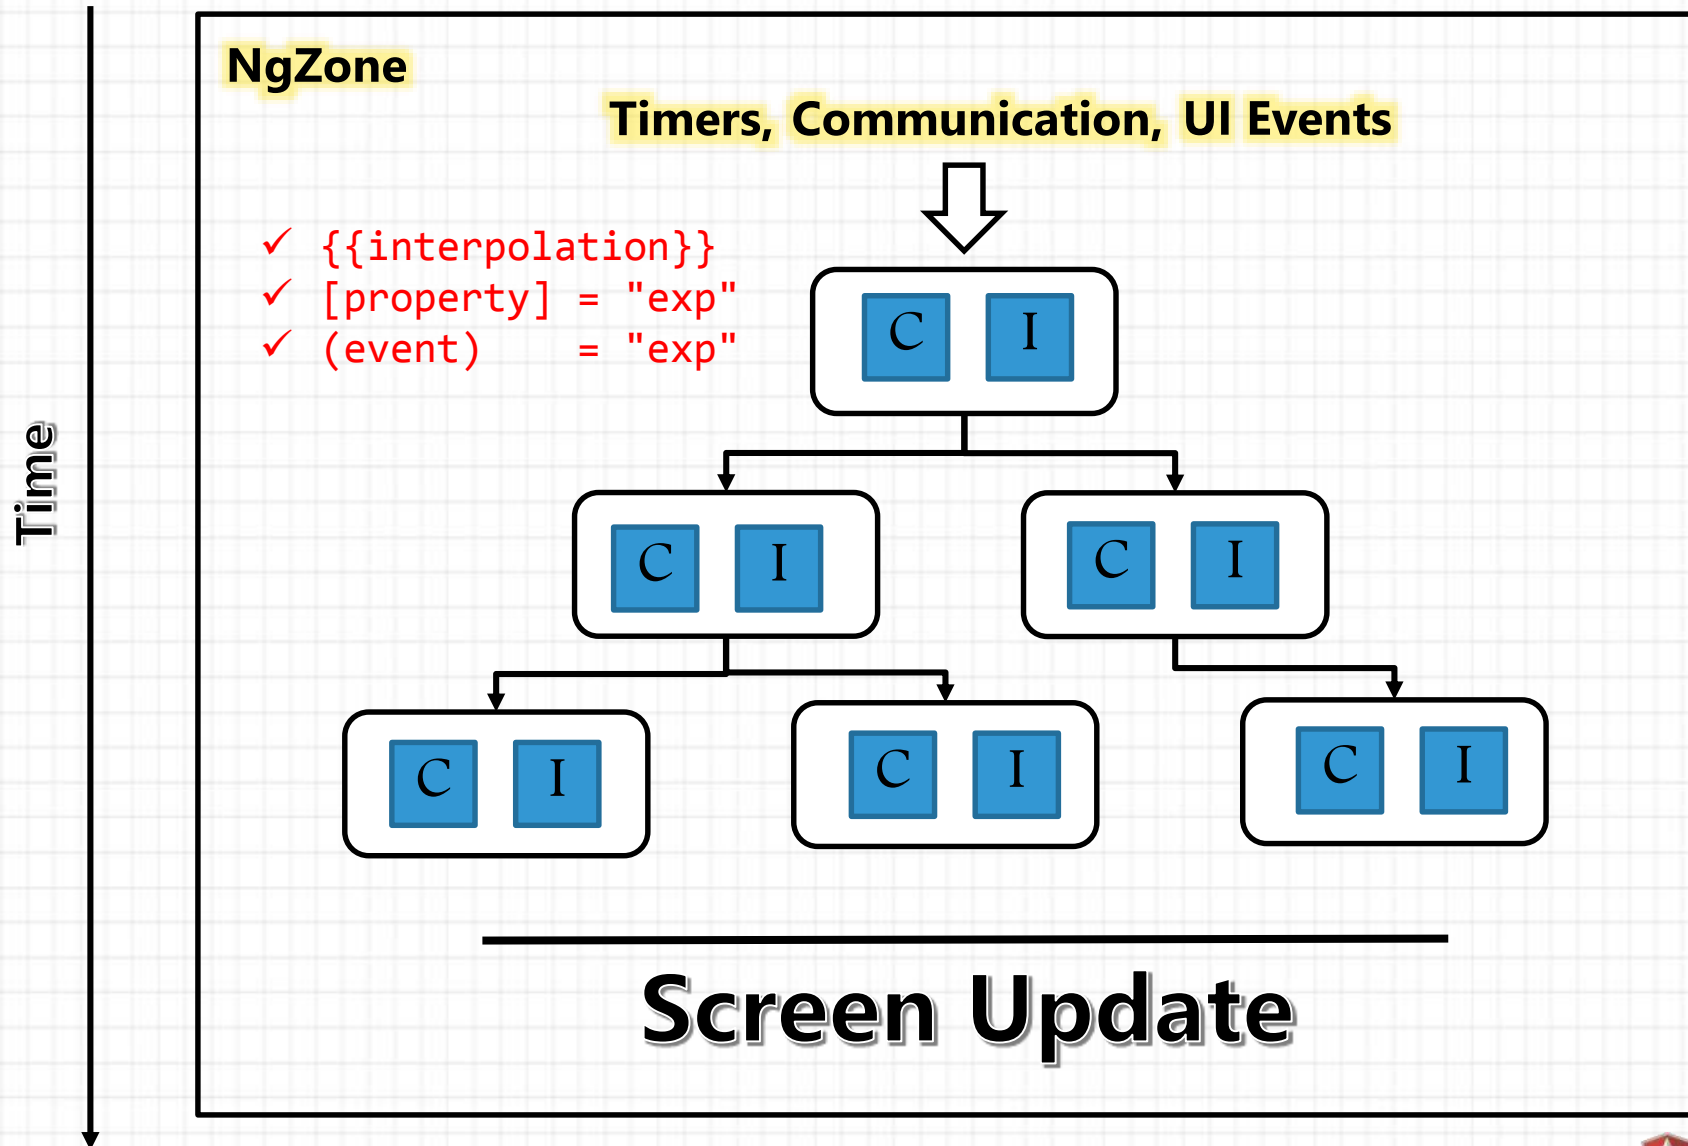 NgZone
Timers, Communication, UI Events
✓ {{interpolation}}
✓ [property] = "exp"
✓ (event)    = "exp"
C I
Time
C I C I
C I C I C I
Screen Update